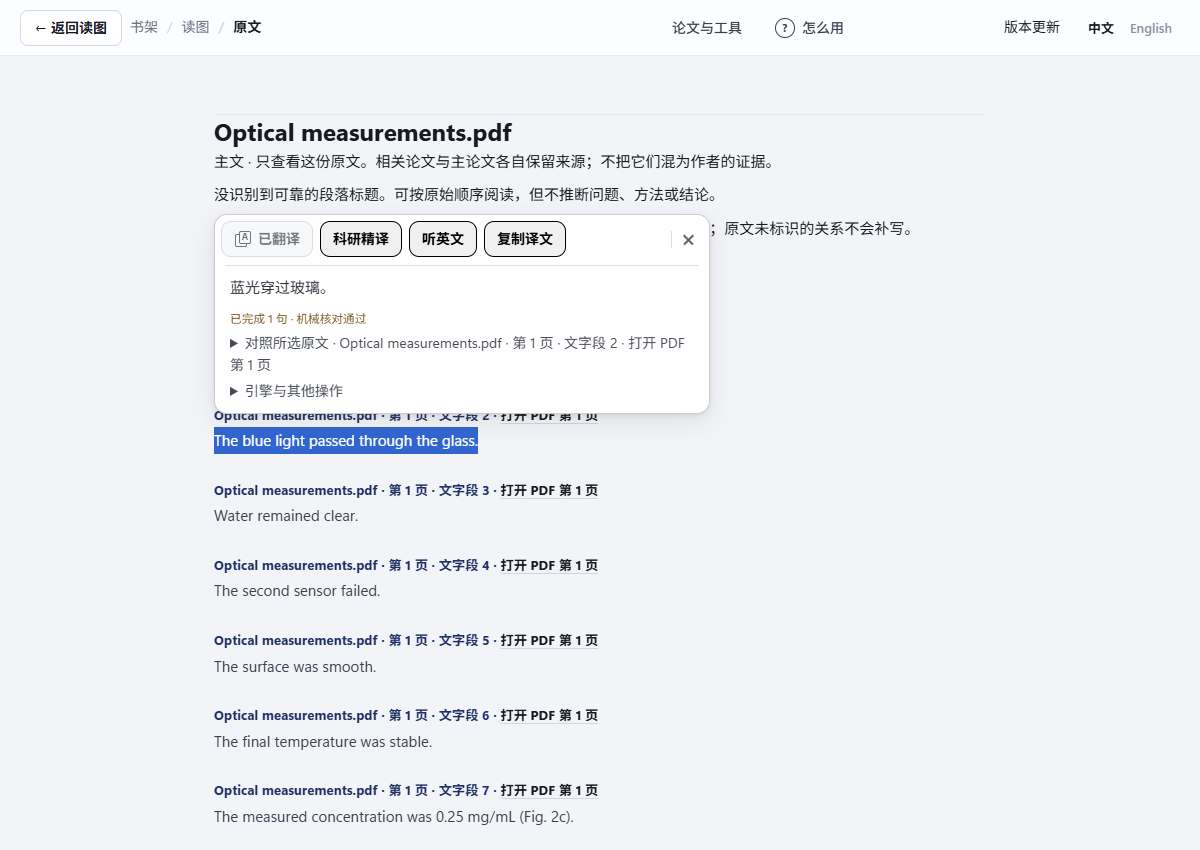 ← 返回读图 书架 / 读图 / 原文 论文与工具 ? 怎么用 版本更新 中文 English
Optical measurements.pdf
主文 · 只查看这份原文。相关论文与主论文各自保留来源；不把它们混为作者的证据。
没识别到可靠的段落标题。可按原始顺序阅读，但不推断问题、方法或结论。
；原文未标识的关系不会补写。
已翻译 科研精译 听英文 复制译文 ×
蓝光穿过玻璃。
已完成 1 句 · 机械核对通过
▶ 对照所选原文 · Optical measurements.pdf · 第 1 页 · 文字段 2 · 打开 PDF
第 1 页
▶ 引擎与其他操作
Optical measurements.pdf · 第 1 页 · 文字段 2 · 打开 PDF 第 1 页
The blue light passed through the glass.
Optical measurements.pdf · 第 1 页 · 文字段 3 · 打开 PDF 第 1 页
Water remained clear.
Optical measurements.pdf · 第 1 页 · 文字段 4 · 打开 PDF 第 1 页
The second sensor failed.
Optical measurements.pdf · 第 1 页 · 文字段 5 · 打开 PDF 第 1 页
The surface was smooth.
Optical measurements.pdf · 第 1 页 · 文字段 6 · 打开 PDF 第 1 页
The final temperature was stable.
Optical measurements.pdf · 第 1 页 · 文字段 7 · 打开 PDF 第 1 页
The measured concentration was 0.25 mg/mL (Fig. 2c).